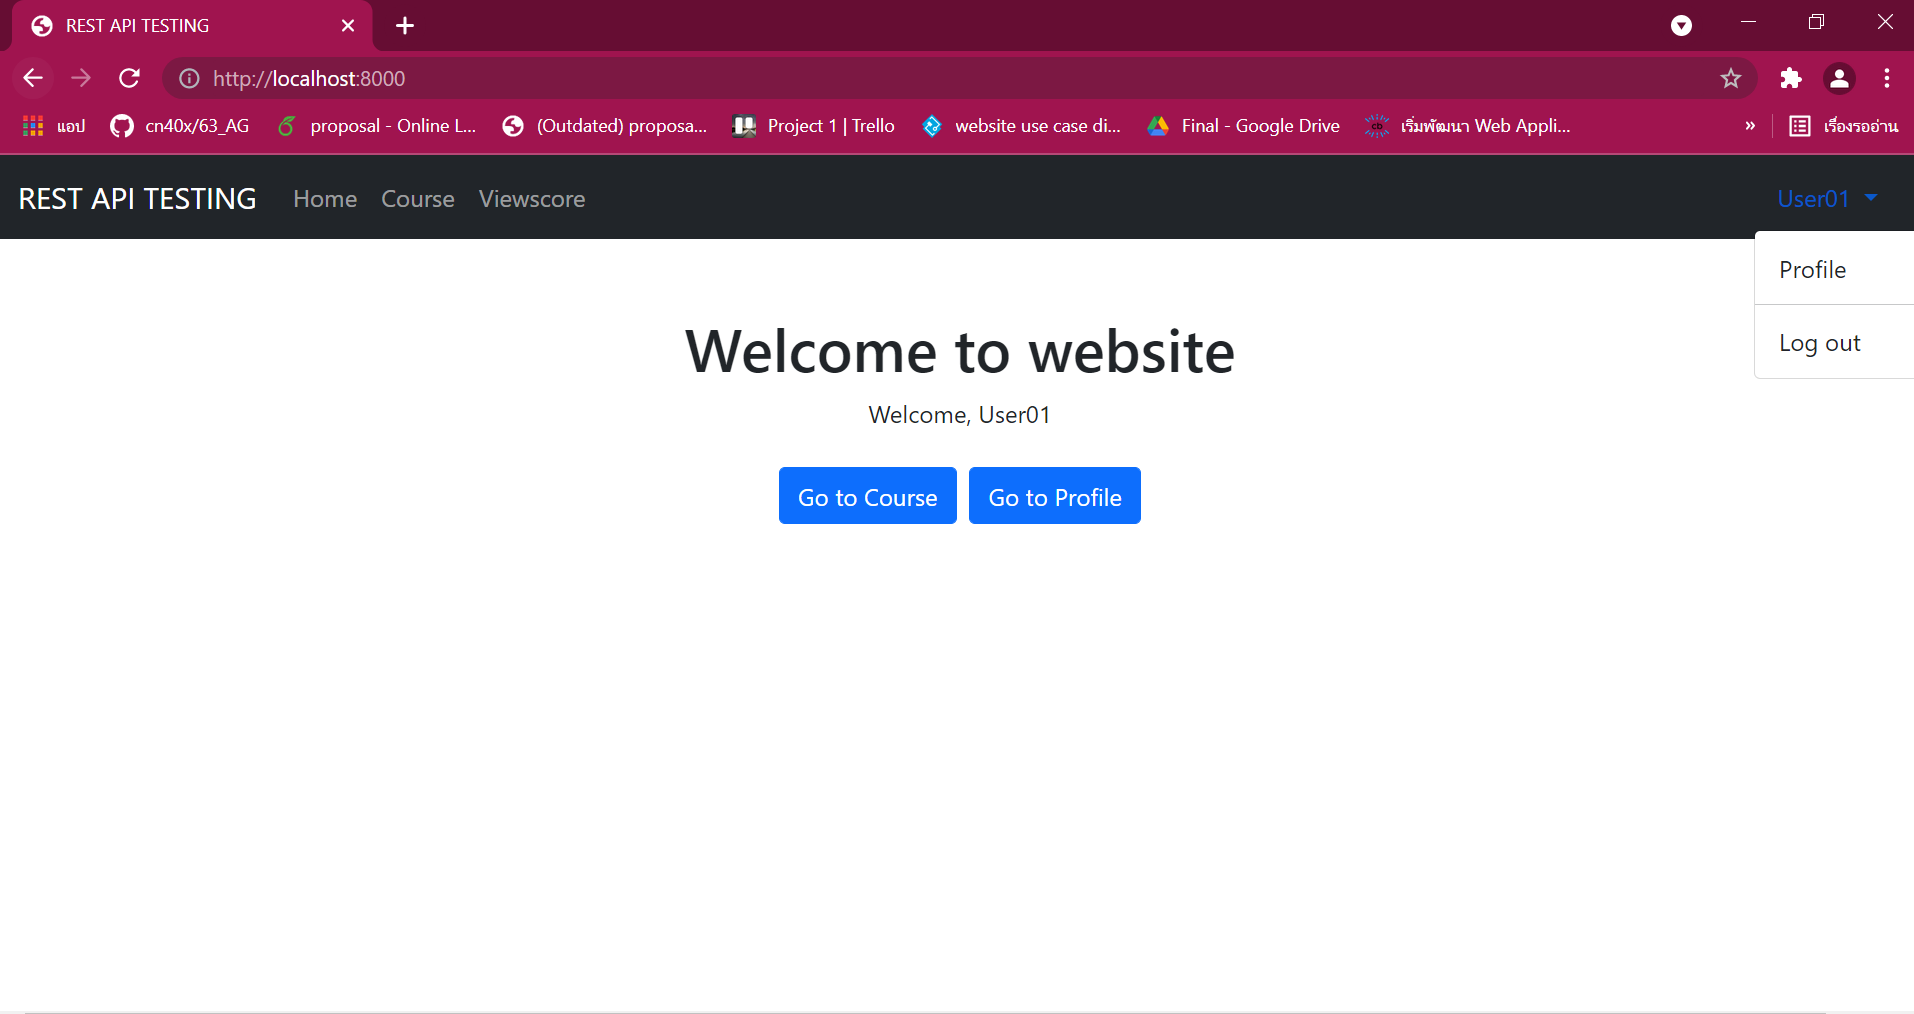 REST API TESTING
http://localhost:8000
แอป cn40x/63_AG proposal - Online L... (Outdated) proposa... Project 1 | Trello website use case di... Final - Google Drive CD เริ่มพัฒนา Web Appli... » เรื่องรออ่าน
REST API TESTING Home Course Viewscore User01
Profile
Log out
Welcome to website
Welcome, User01
Go to Course Go to Profile